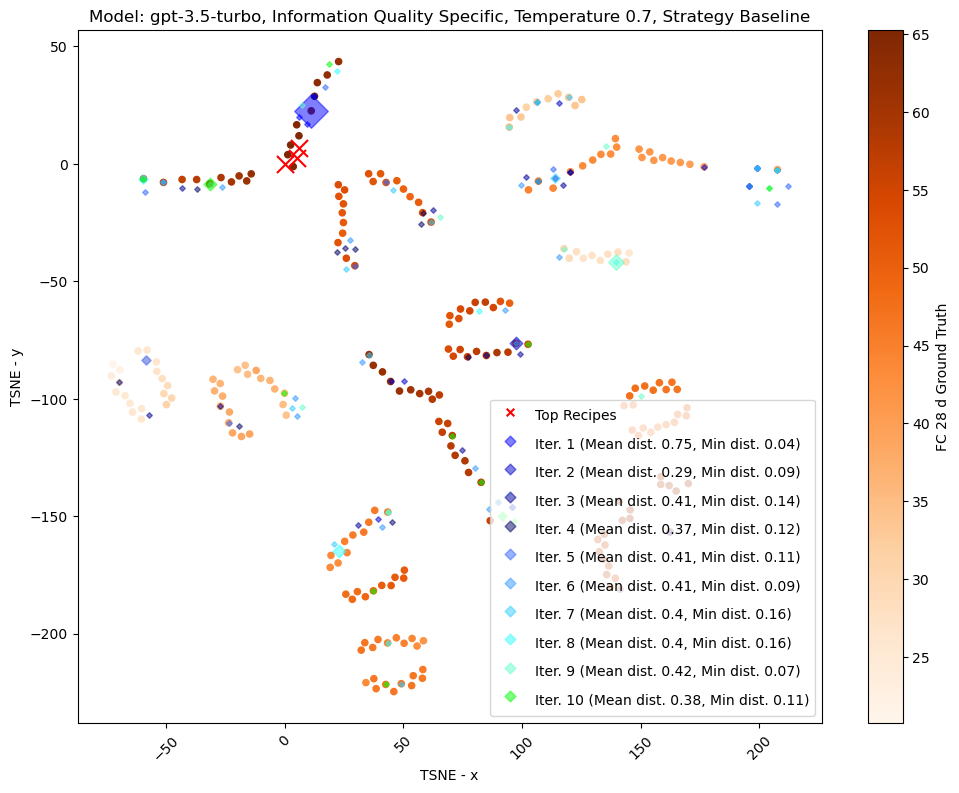 Model: gpt-3.5-turbo, Information Quality Specific, Temperature 0.7, Strategy Baseline
50
0
−50
−100
−150
−200
TSNE - y
−50
0
50
100
150
200
TSNE - x
Top Recipes
Iter. 1 (Mean dist. 0.75, Min dist. 0.04)
Iter. 2 (Mean dist. 0.29, Min dist. 0.09)
Iter. 3 (Mean dist. 0.41, Min dist. 0.14)
Iter. 4 (Mean dist. 0.37, Min dist. 0.12)
Iter. 5 (Mean dist. 0.41, Min dist. 0.11)
Iter. 6 (Mean dist. 0.41, Min dist. 0.09)
Iter. 7 (Mean dist. 0.4, Min dist. 0.16)
Iter. 8 (Mean dist. 0.4, Min dist. 0.16)
Iter. 9 (Mean dist. 0.42, Min dist. 0.07)
Iter. 10 (Mean dist. 0.38, Min dist. 0.11)
65
60
55
50
45
40
35
30
25
FC 28 d Ground Truth